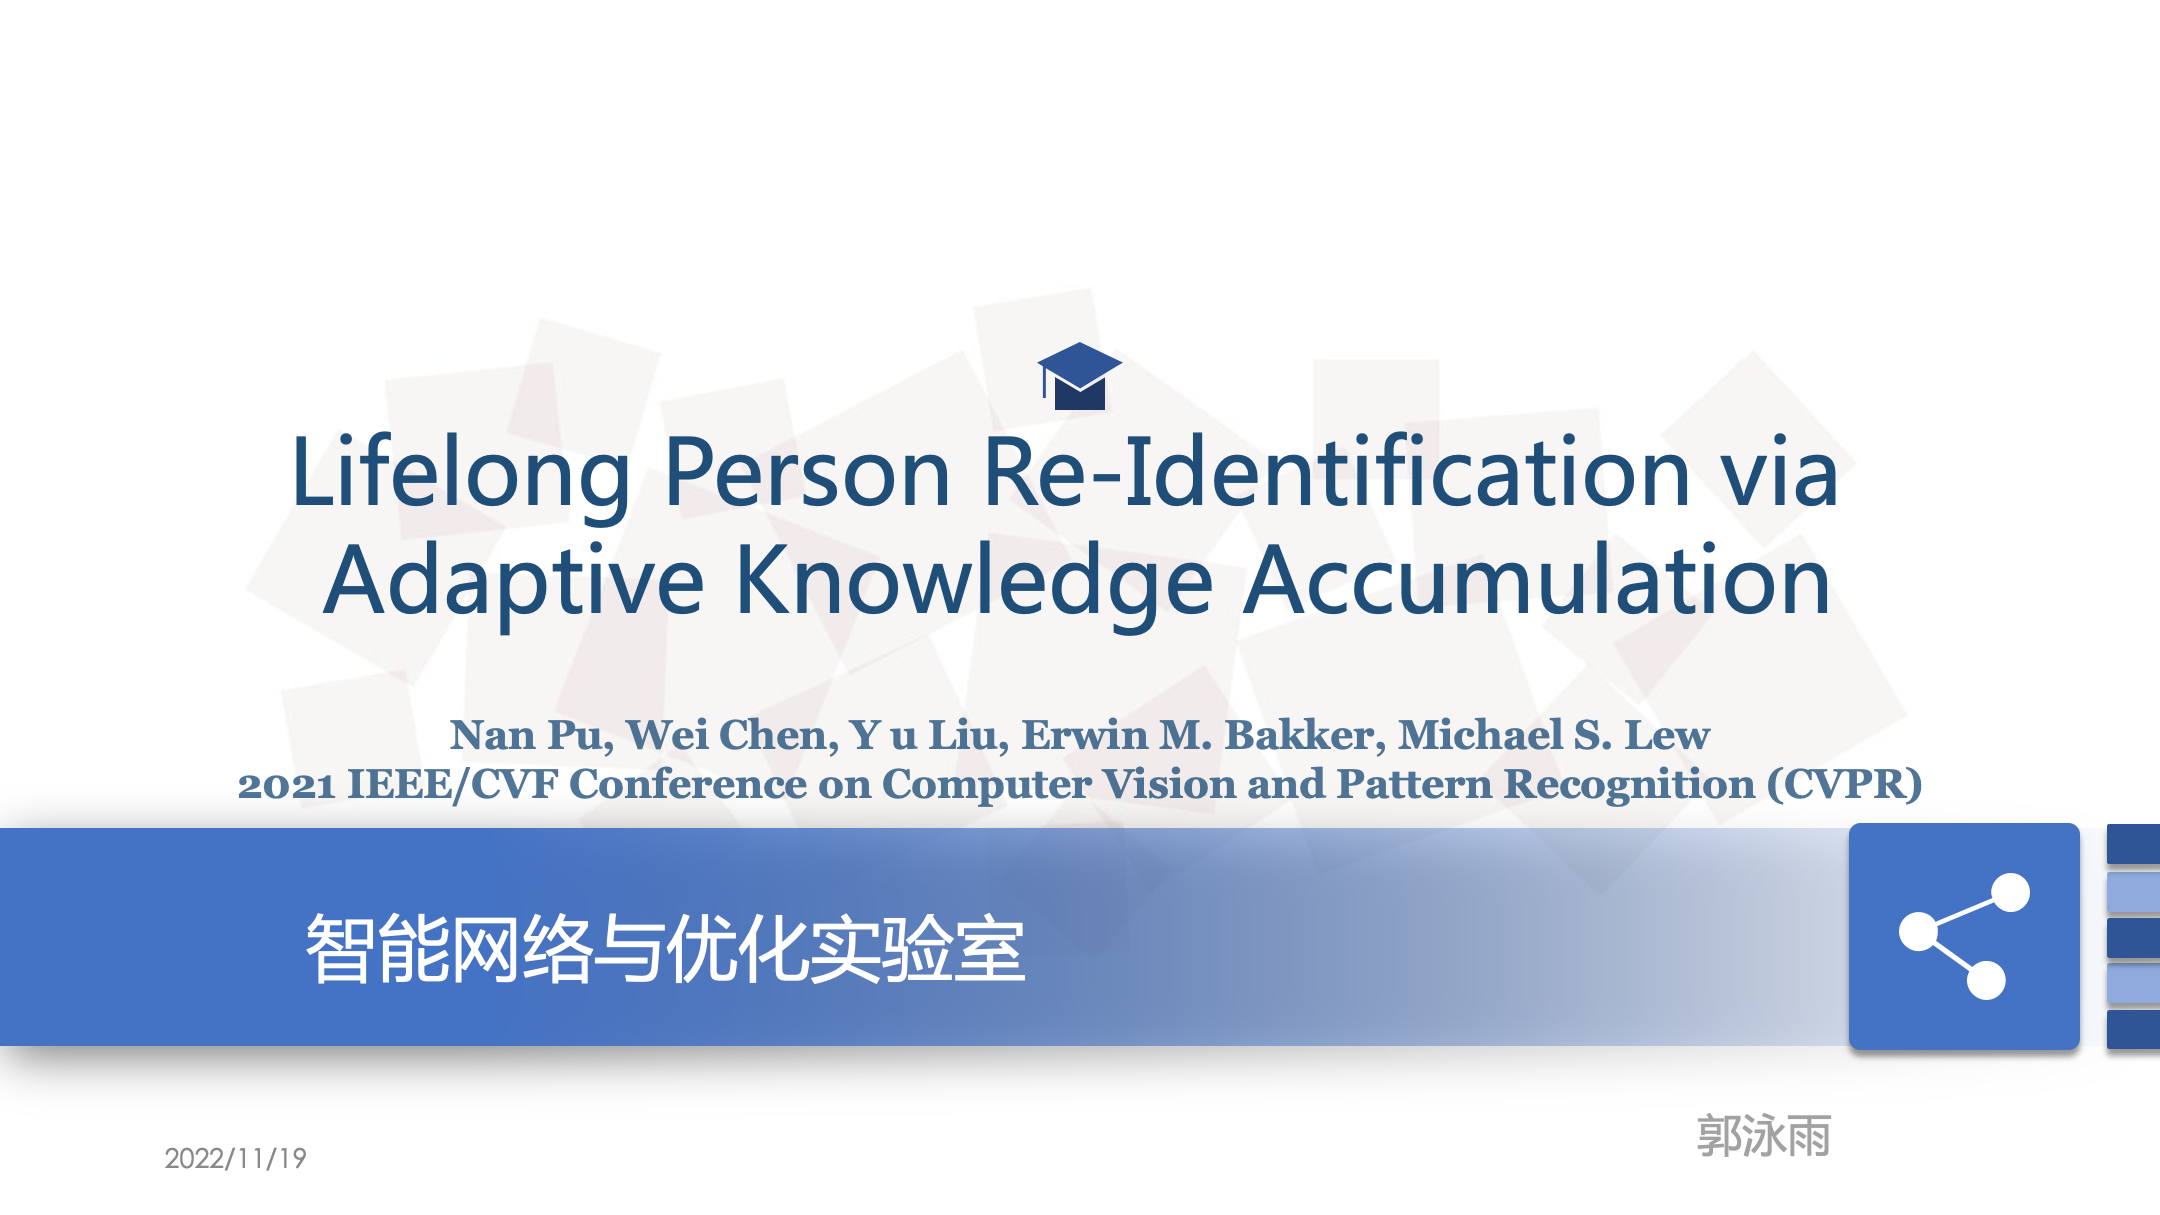 Lifelong Person Re-Identification via
Adaptive Knowledge Accumulation
Nan Pu, Wei Chen, Y u Liu, Erwin M. Bakker, Michael S. Lew
2021 IEEE/CVF Conference on Computer Vision and Pattern Recognition (CVPR)
智能网络与优化实验室
郭泳雨
2022/11/19